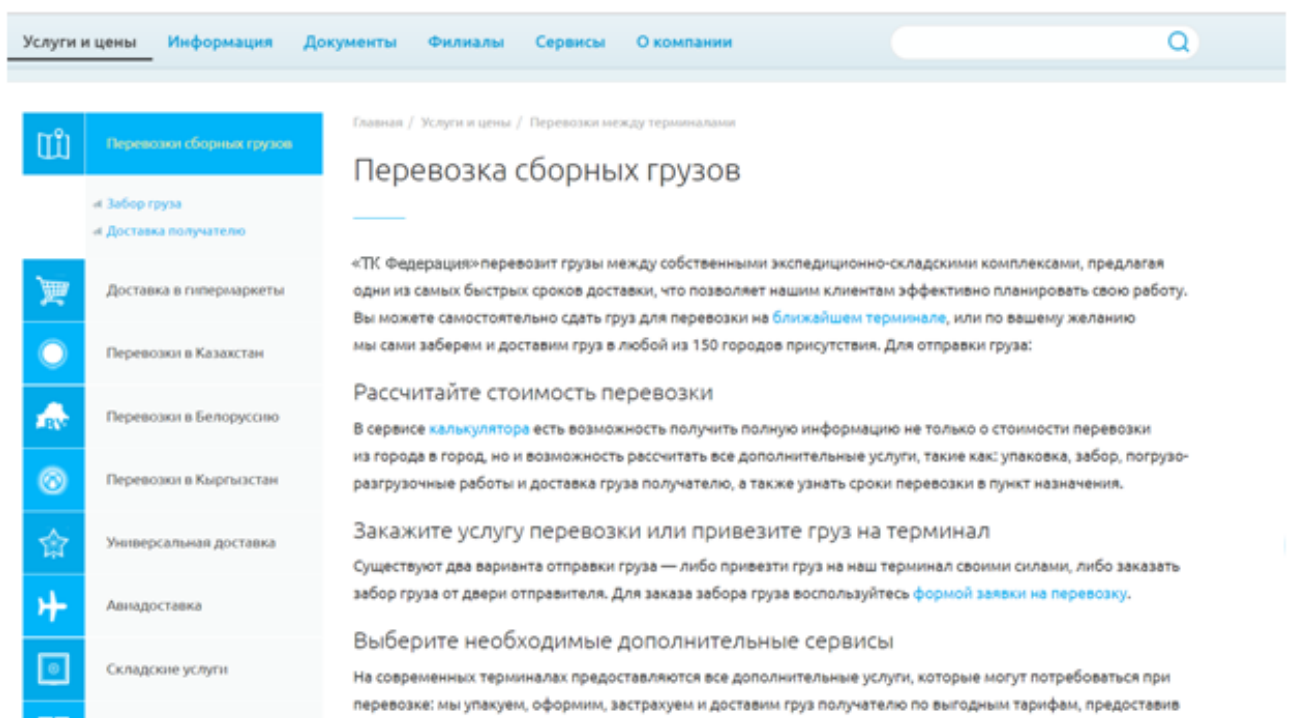 Услуги и цены Информация Документы Филиалы Сервисы О компании
Перевозки сборных грузов
Забор груза
Доставка получателю
Доставка в гипермаркеты
Перевозки в Казахстан
BY
Перевозки в Белоруссию
Перевозки в Кыргызстан
Универсальная доставка
Авиадоставка
Складские услуги
Главная / Услуги и цены / Перевозки между терминалами
Перевозка сборных грузов
«ТК Федерация»перевозит грузы между собственными экспедиционно-складскими комплексами, предлагая
одни из самых быстрых сроков доставки, что позволяет нашим клиентам эффективно планировать свою работу.
Вы можете самостоятельно сдать груз для перевозки на ближайшем терминале, или по вашему желанию
мы сами заберем и доставим груз в любой из 150 городов присутствия. Для отправки груза:
Рассчитайте стоимость перевозки
В сервисе калькулятора есть возможность получить полную информацию не только о стоимости перевозки
из города в город, но и возможность рассчитать все дополнительные услуги, такие как: упаковка, забор, погрузо-
разгрузочные работы и доставка груза получателю, а также узнать сроки перевозки в пункт назначения.
Закажите услугу перевозки или привезите груз на терминал
Существуют два варианта отправки груза — либо привезти груз на наш терминал своими силами, либо заказать
забор груза от двери отправителя. Для заказа забора груза воспользуйтесь формой заявки на перевозку.
Выберите необходимые дополнительные сервисы
На современных терминалах предоставляются все дополнительные услуги, которые могут потребоваться при
перевозке: мы упакуем, оформим, застрахуем и доставим груз получателю по выгодным тарифам, предоставив